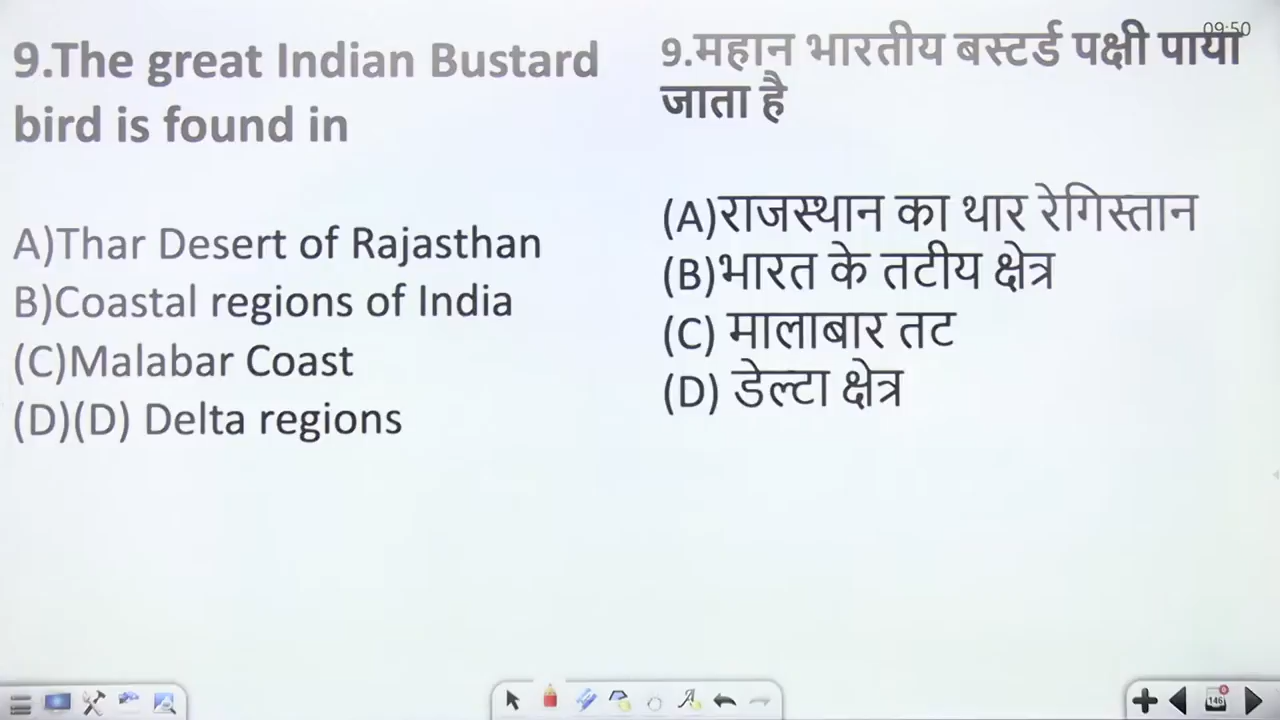 9.The great Indian Bustard
bird is found in
A)Thar Desert of Rajasthan
B)Coastal regions of India
(C)Malabar Coast
(D)(D) Delta regions
09:50
9.महान भारतीय बस्टर्ड पक्षी पाया
जाता है
(A)राजस्थान का थार रेगिस्तान
(B)भारत के तटीय क्षेत्र
(C) मालाबार तट
(D) डेल्टा क्षेत्र
146